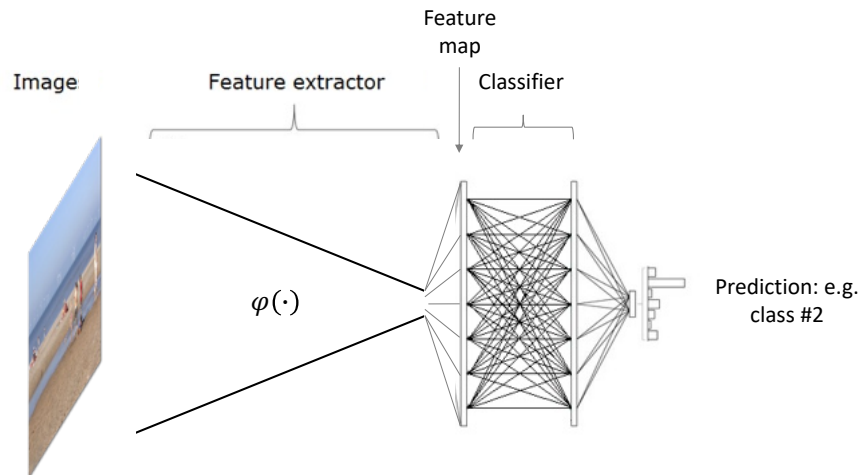 Feature
map
Image
Feature extractor
Classifier
φ(·)
Prediction: e.g.
class #2